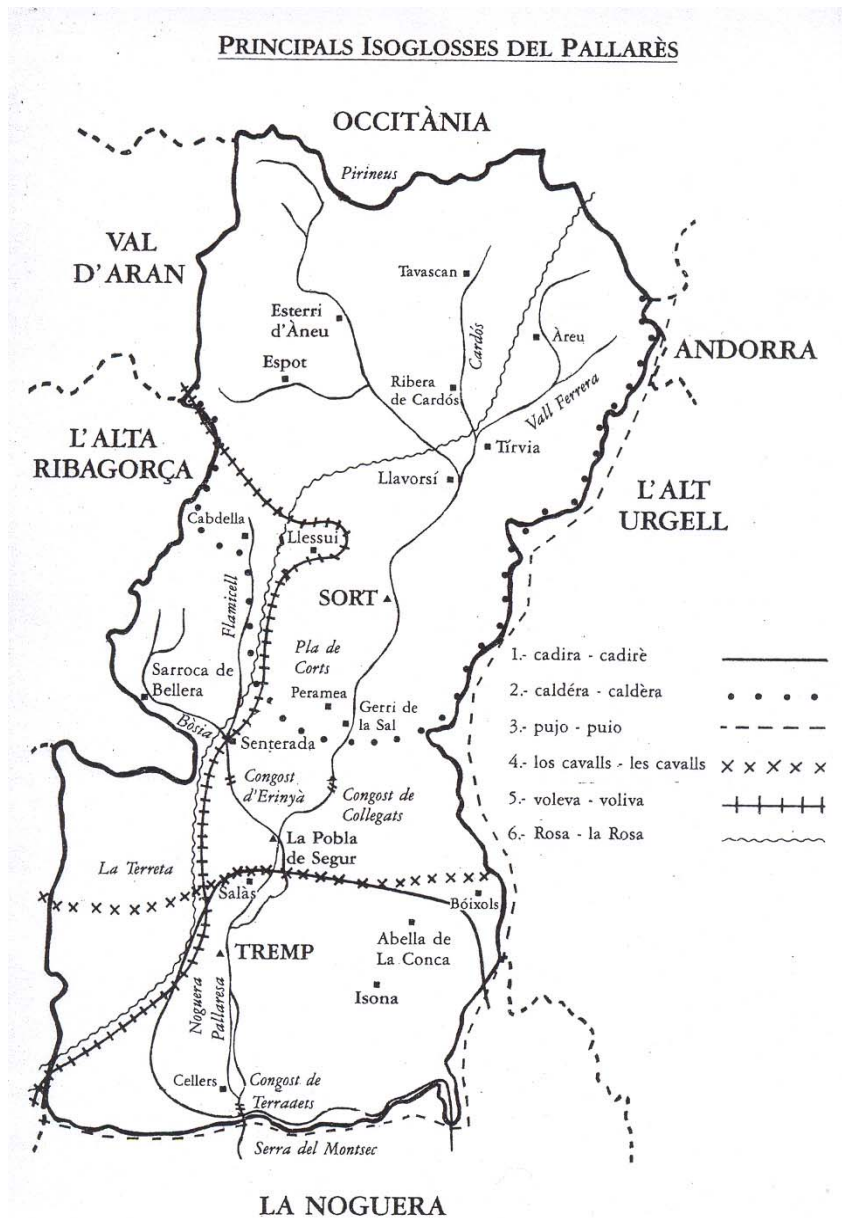 PRINCIPALS ISOGLOSSES DEL PALLARÈS
OCCITÀNIA
Pirineus
VAL
D'ARAN
Tavascan
Esterri
d'Àneu
Cardós
Àreu
ANDORRA
Espot
Ribera
de Cardós
Vall Ferrera
L'ALTA
RIBAGORÇA
Tírvia
Llavorsí
L'ALT
URGELL
Cabdella
Llessui
Flamicell
SORT
Pla de
Corts
Sarroca de
Bellera
Peramea
Gerri de
la Sal
Bòsia
Senterada
1.- cadira - cadirè
2.- caldéra - caldèra
3.- pujo - puio
4.- los cavalls - les cavalls
5.- voleva - voliva
6.- Rosa - la Rosa
Congost
d'Erinyà
Congost de
Collegats
La Pobla
de Segur
La Terreta
Salàs
Bóixols
Abella de
La Conca
TREMP
Isona
Noguera
Pallaresa
Cellers
Congost de
Terradets
Serra del Montsec
LA NOGUERA